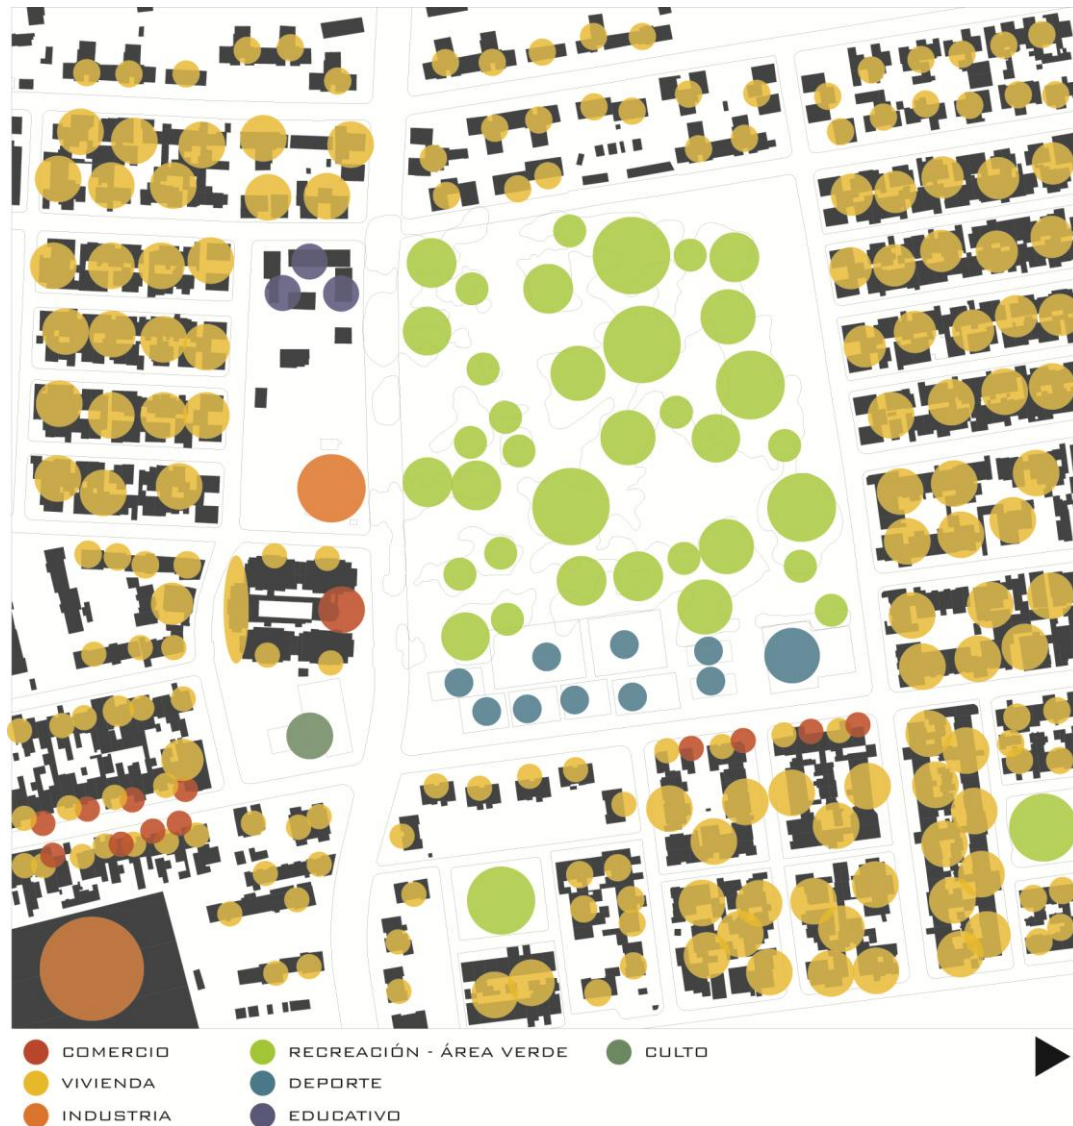 COMERCIO
VIVIENDA
INDUSTRIA
RECREACIÓN - ÁREA VERDE
DEPORTE
EDUCATIVO
CULTO